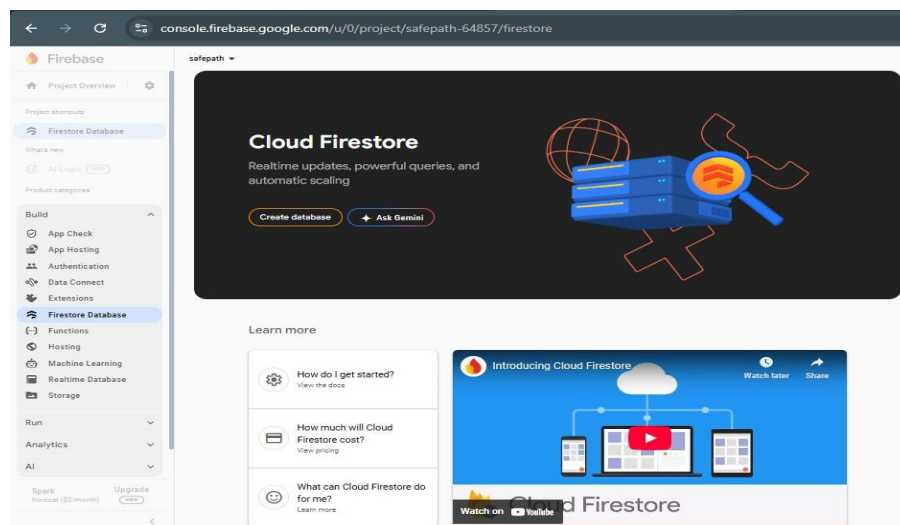 console.firebase.google.com/u/0/project/safepath-64857/firestore
Firebase
safepath
Project Overview
Project shortcuts
Firestore Database
What's new
AI Logic NEW
Product categories
Build
App Check
App Hosting
Authentication
Data Connect
Extensions
Firestore Database
Functions
Hosting
Machine Learning
Realtime Database
Storage
Run
Analytics
AI
Spark
Upgrade
NEW
Cloud Firestore
Realtime updates, powerful queries, and
automatic scaling
Create database
Ask Gemini
Learn more
How do I get started?
View the docs
How much will Cloud
Firestore cost?
View pricing
What can Cloud Firestore do
for me?
Learn more
Introducing Cloud Firestore
Watch later
Share
Cloud Firestore
Watch on YouTube